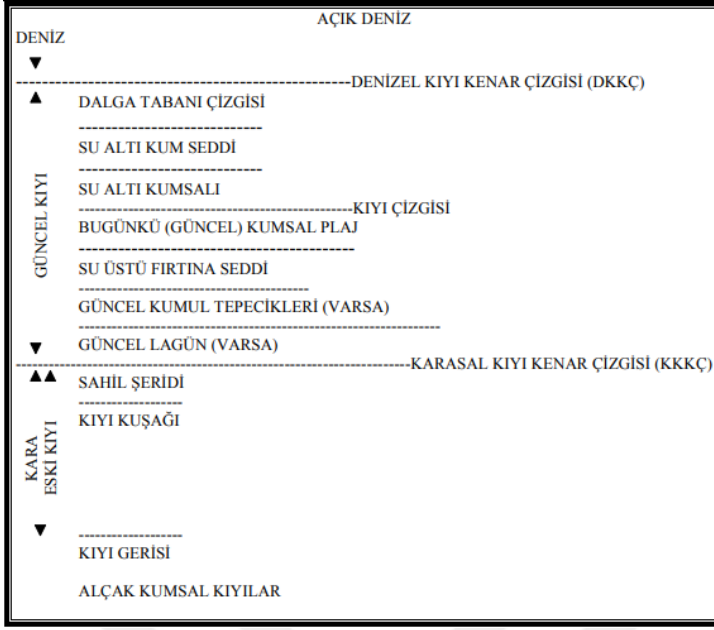 AÇIK DENİZ
DENİZ
DENİZEL KIYI KENAR ÇİZGİSİ (DKKÇ)
DALGA TABANI ÇİZGİSİ
SU ALTI KUM SEDDİ
SU ALTI KUMSALI
KIYI ÇİZGİSİ
BUGÜNKÜ (GÜNCEL) KUMSAL PLAJ
GÜNCEL KIYI
SU ÜSTÜ FIRTINA SEDDİ
GÜNCEL KUMUL TEPECİKLERİ (VARSA)
GÜNCEL LAGÜN (VARSA)
KARASAL KIYI KENAR ÇİZGİSİ (KKKÇ)
SAHİL ŞERİDİ
KIYI KUŞAĞI
KARA
ESKİ KIYI
KIYI GERİSİ
ALÇAK KUMSAL KIYILAR